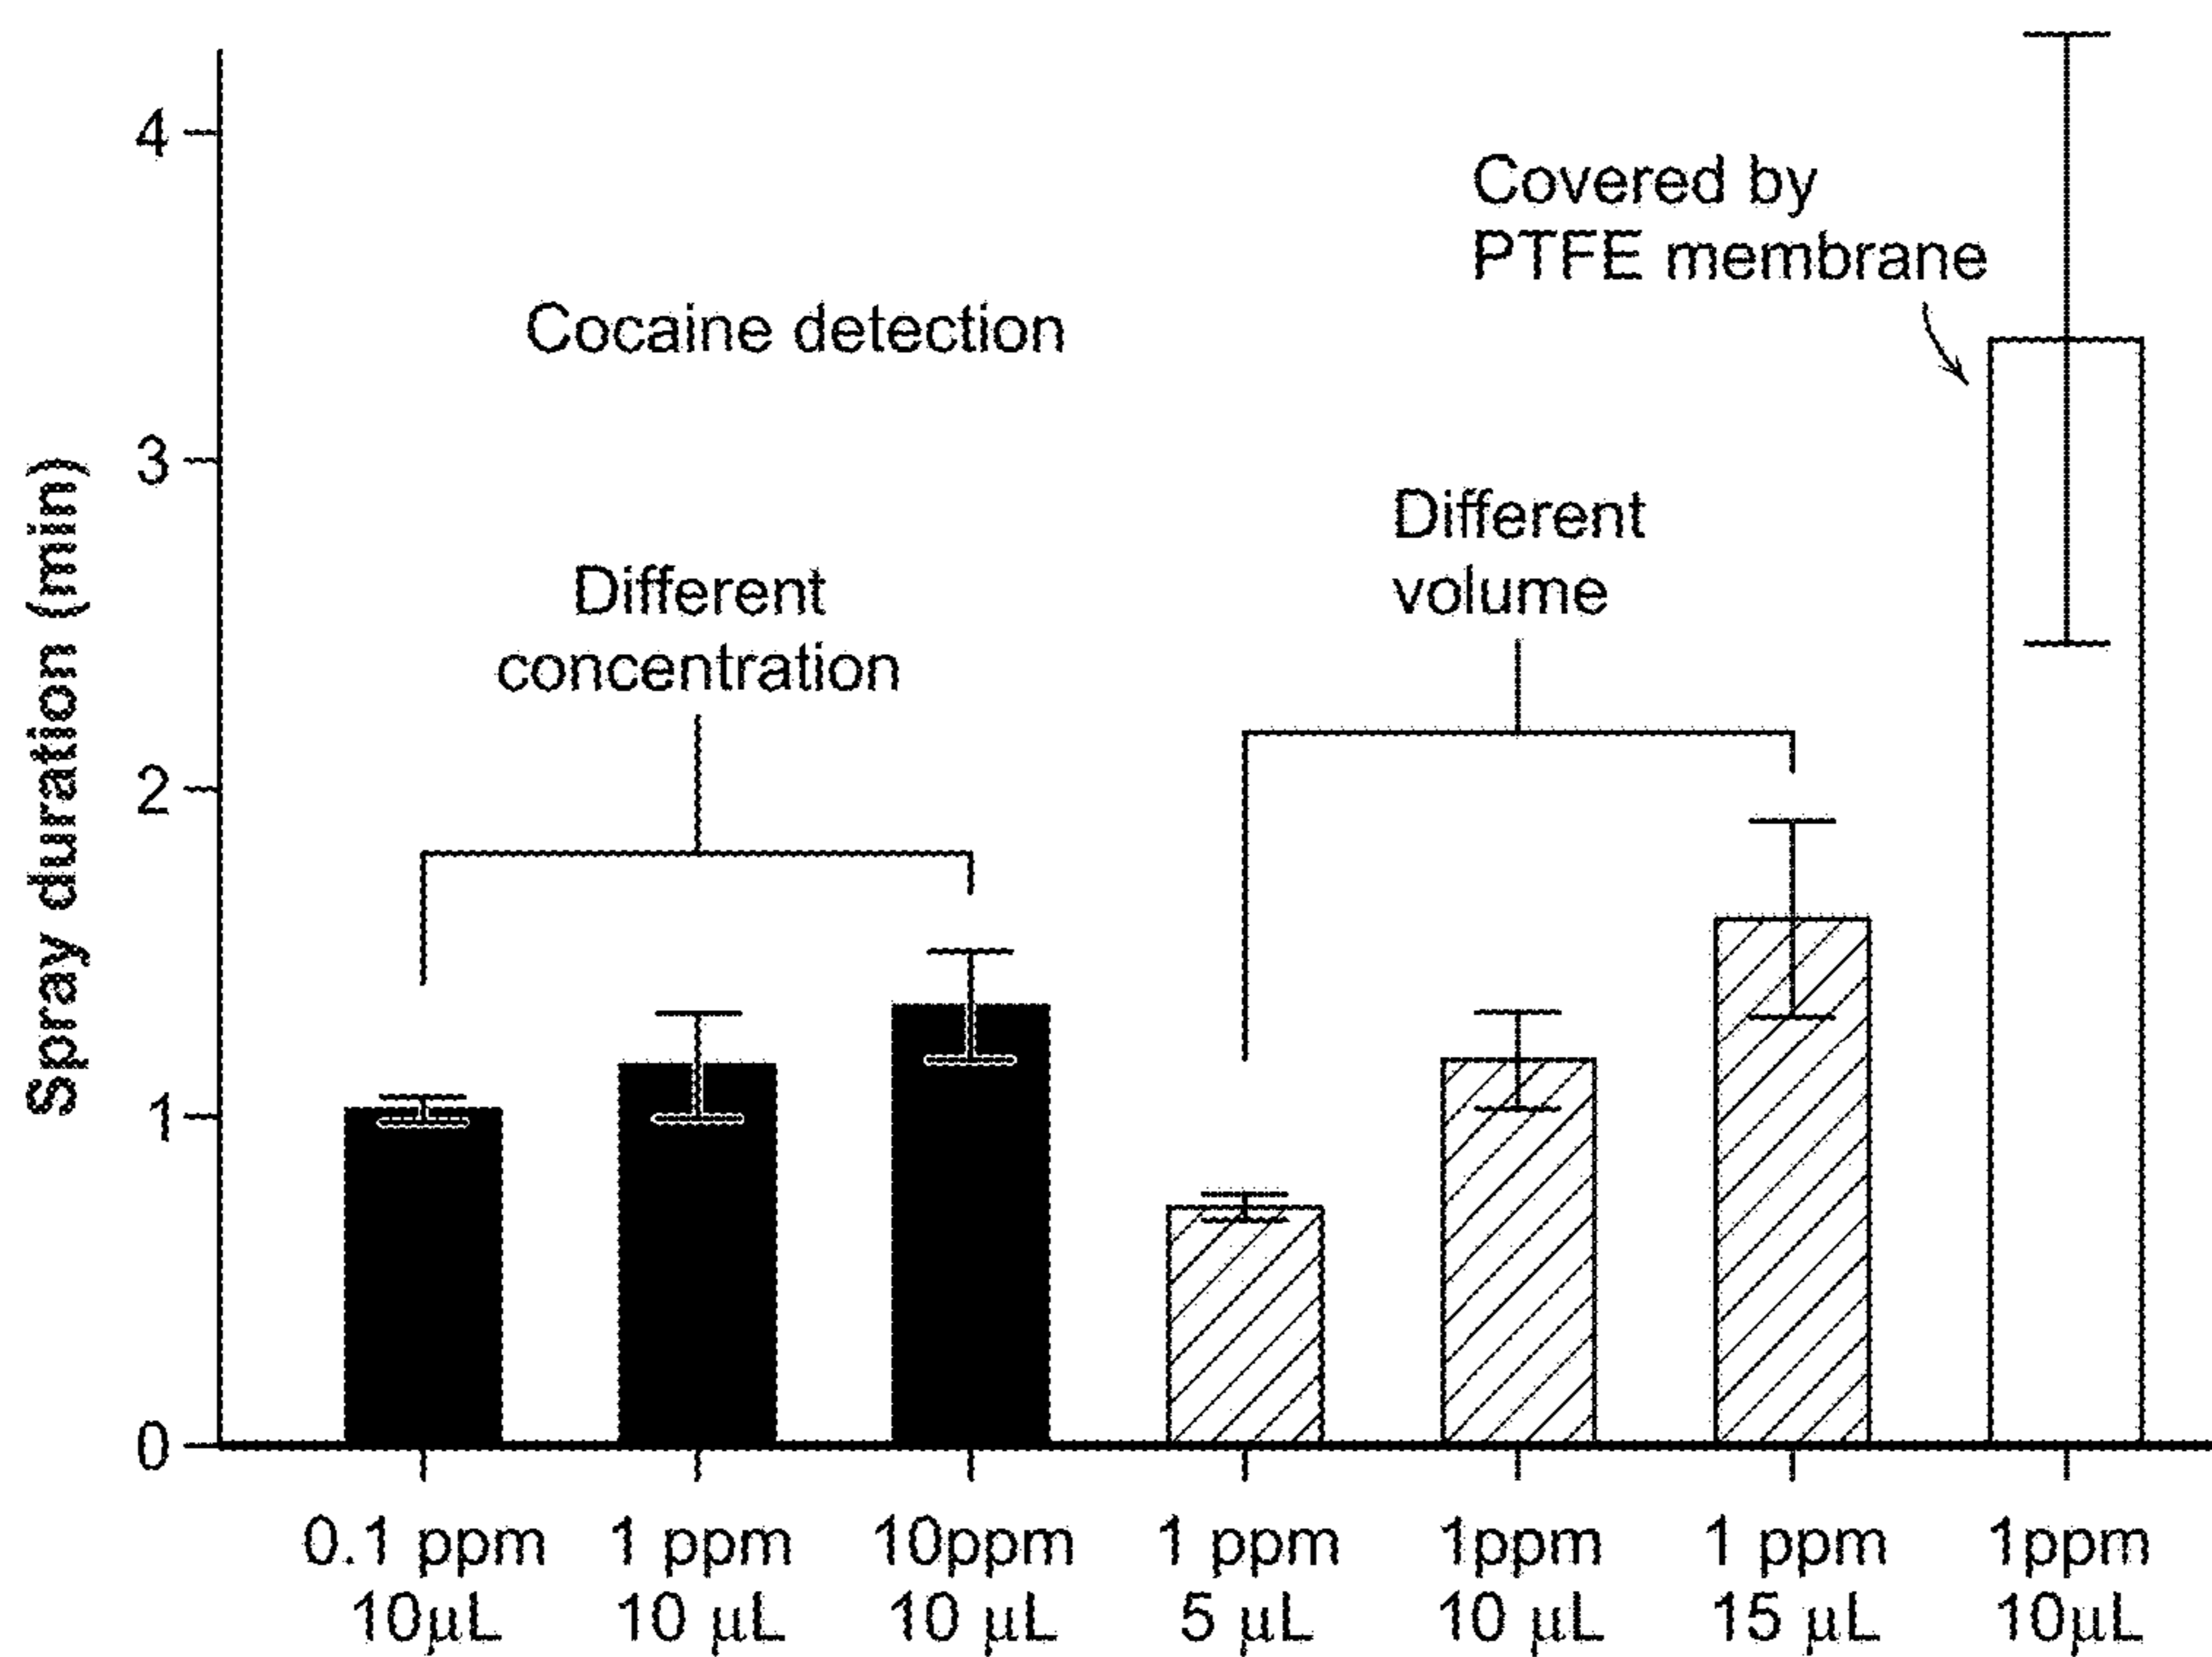 Spray duration (min)
4
3
2
1
0
Cocaine detection
Different
concentration
Different
volume
Covered by
PTFE membrane
0.1 ppm
10μL
1 ppm
10 μL
10ppm
10 μL
1 ppm
5 μL
1ppm
10 μL
1 ppm
15 μL
1ppm
10μL